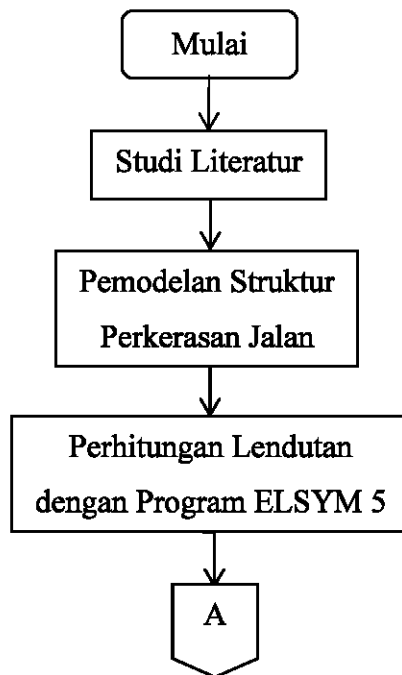 Mulai
Studi Literatur
Pemodelan Struktur
Perkerasan Jalan
Perhitungan Lendutan
dengan Program ELSYM 5
A